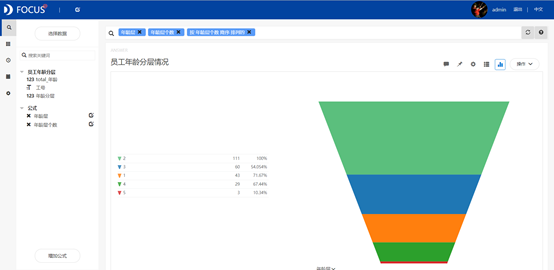 FOCUS
admin
退出
中文
选择数据
年龄层 ✕
年龄层个数 ✕
按 年龄层个数 降序 排列的 ✕
搜索关键词
员工年龄分层
123 total_年龄
工号
123 年龄分层
公式
年龄层
年龄层个数
增加公式
员工年龄分层情况
操作
2 111 100%
3 60 54.054%
1 43 71.67%
4 29 67.44%
5 3 10.34%
年龄层